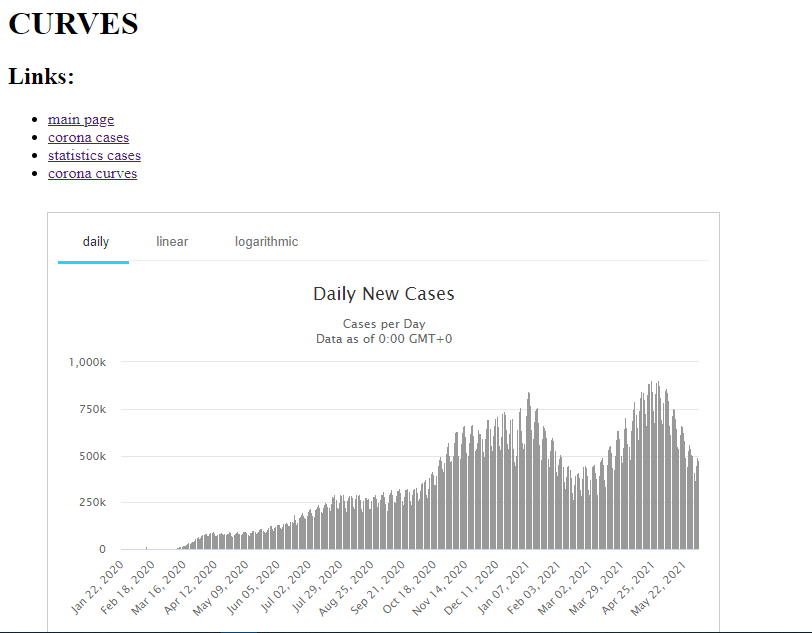 CURVES
Links:
main page
corona cases
statistics cases
corona curves
daily linear logarithmic
Daily New Cases
Cases per Day
Data as of 0:00 GMT+0
1,000k
750k
500k
250k
0
Jan 22, 2020 Feb 18, 2020 Mar 16, 2020 Apr 12, 2020 May 09, 2020 Jun 05, 2020 Jul 02, 2020 Jul 29, 2020 Aug 25, 2020 Sep 21, 2020 Oct 18, 2020 Nov 14, 2020 Dec 11, 2020 Jan 07, 2021 Feb 03, 2021 Mar 02, 2021 Mar 29, 2021 Apr 25, 2021 May 22, 2021